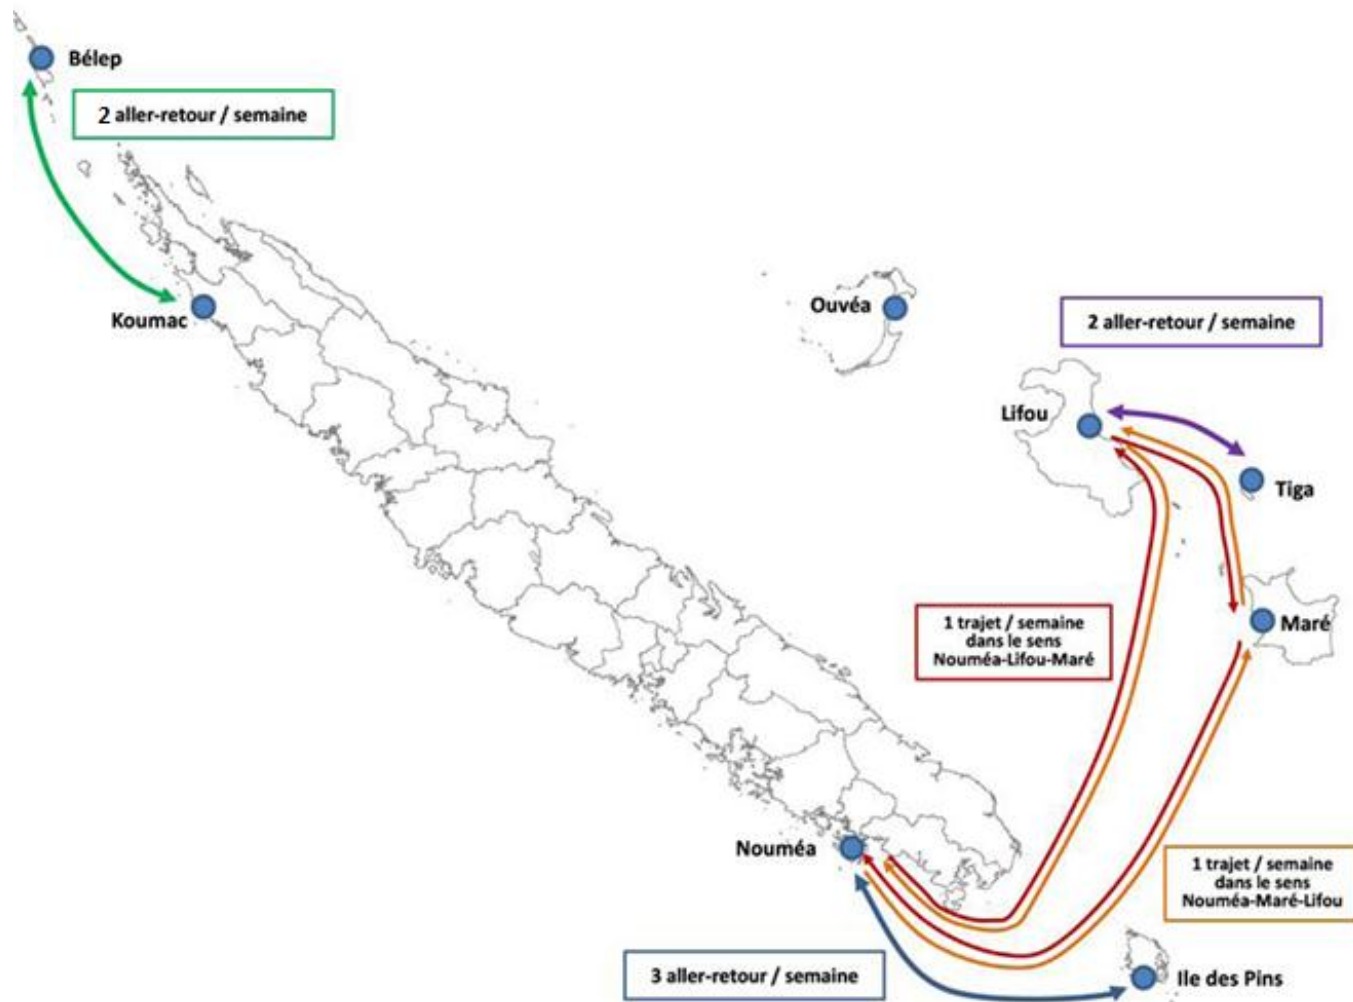 Bélep
2 aller-retour / semaine
Koumac
Ouvéa
2 aller-retour / semaine
Lifou
Tiga
1 trajet / semaine
dans le sens
Nouméa-Lifou-Maré
Maré
Nouméa
1 trajet / semaine
dans le sens
Nouméa-Maré-Lifou
3 aller-retour / semaine
Ile des Pins